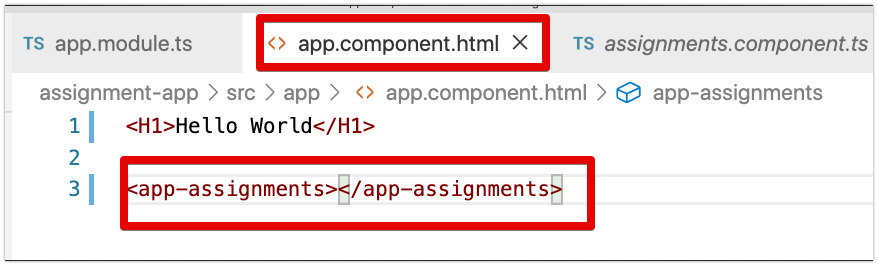 TS app.module.ts <> app.component.html × TS assignments.component.ts
assignment-app > src > app > <> app.component.html > app-assignments
1 <H1>Hello World</H1>
2
3 <app-assignments></app-assignments>